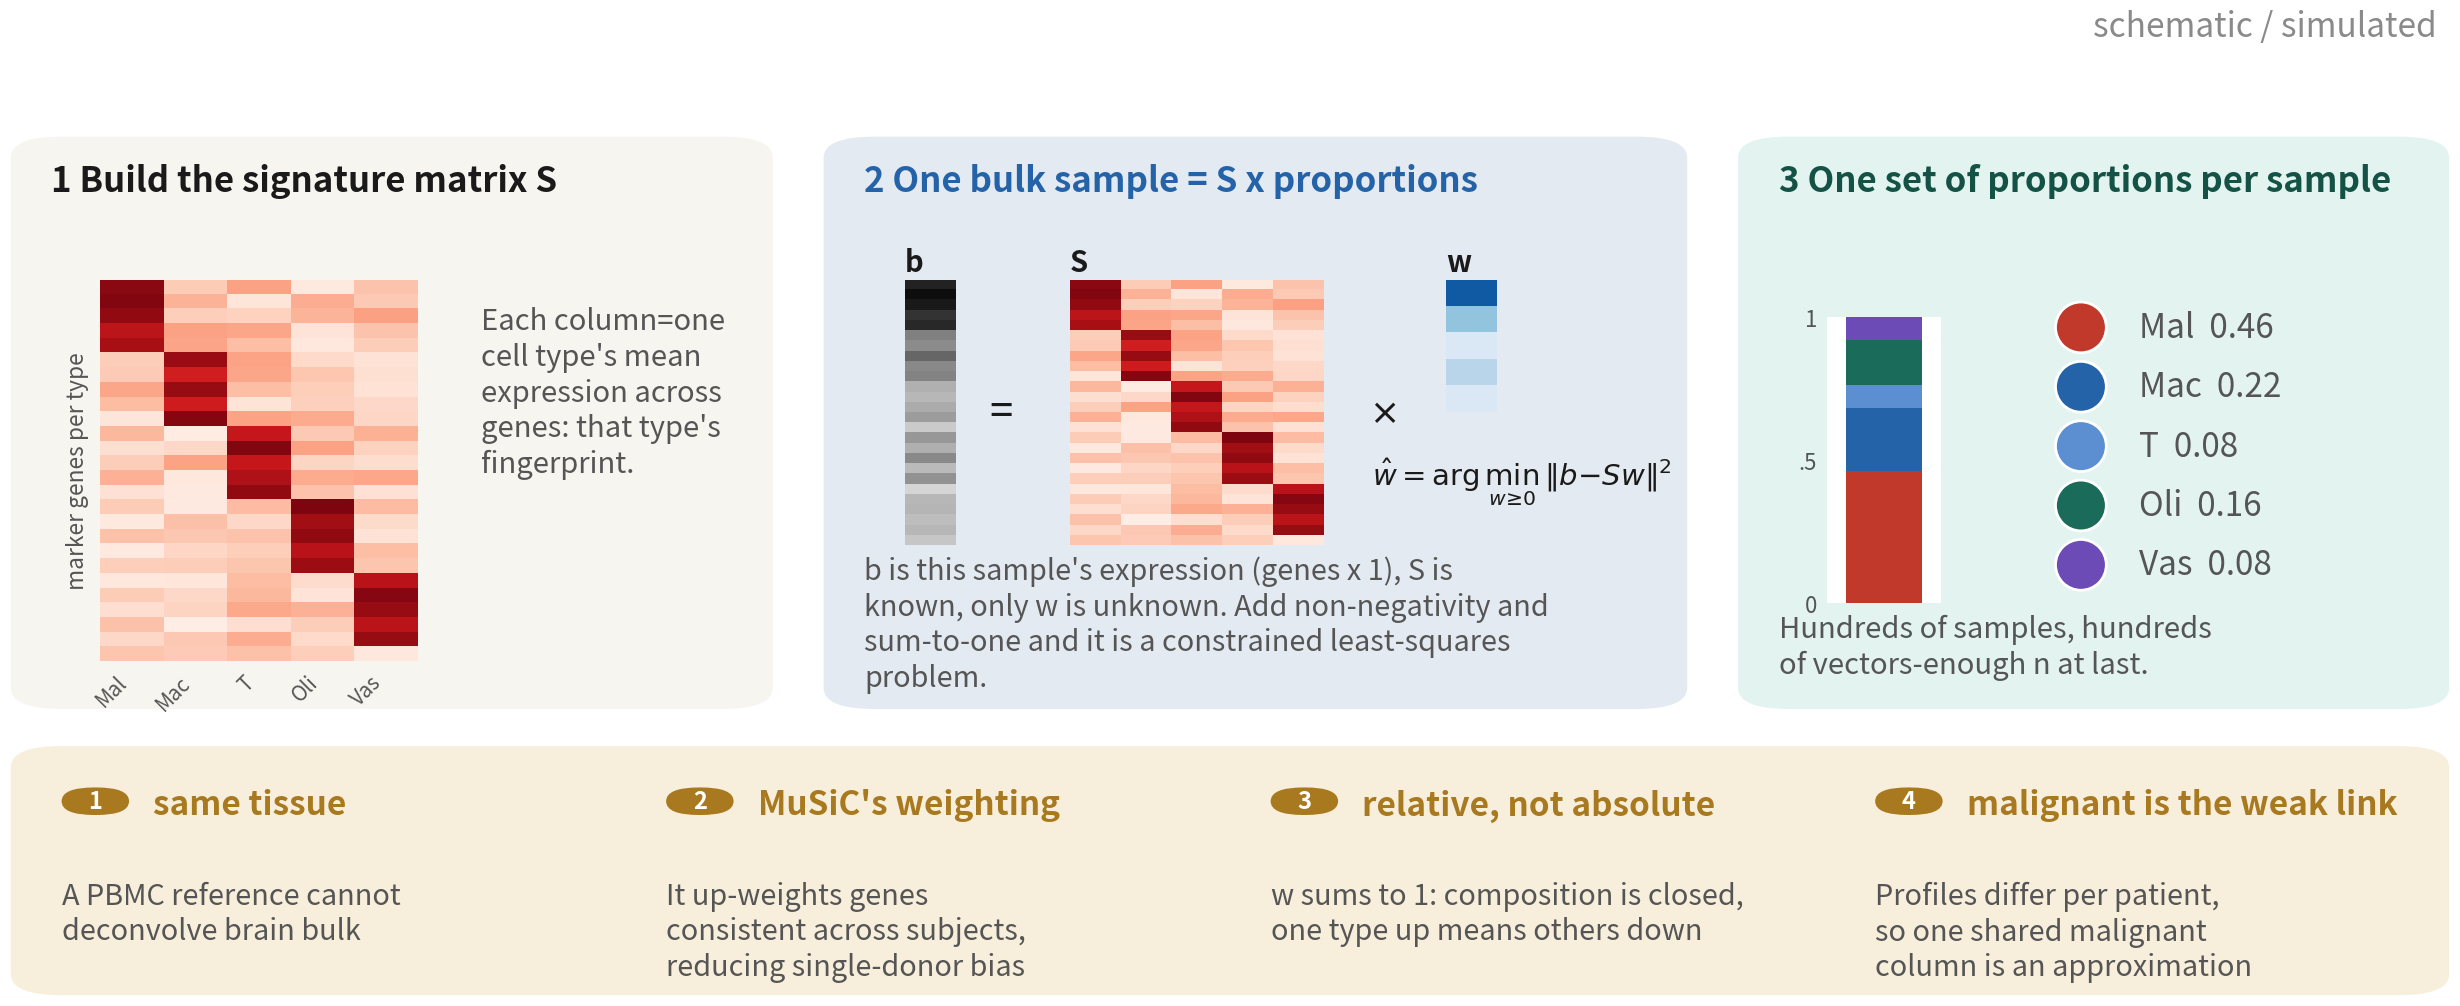 schematic / simulated
1 Build the signature matrix S
marker genes per type
Mal
Mac
T
Oli
Vas
Each column=one
cell type's mean
expression across
genes: that type's
fingerprint.
2 One bulk sample = S x proportions
b
S
w
=
×
ŵ = arg min ‖b−Sw‖²
w≥0
b is this sample's expression (genes x 1), S is
known, only w is unknown. Add non-negativity and
sum-to-one and it is a constrained least-squares
problem.
3 One set of proportions per sample
1
.5
0
Mal 0.46
Mac 0.22
T 0.08
Oli 0.16
Vas 0.08
Hundreds of samples, hundreds
of vectors-enough n at last.
1 same tissue
A PBMC reference cannot
deconvolve brain bulk
2 MuSiC's weighting
It up-weights genes
consistent across subjects,
reducing single-donor bias
3 relative, not absolute
w sums to 1: composition is closed,
one type up means others down
4 malignant is the weak link
Profiles differ per patient,
so one shared malignant
column is an approximation